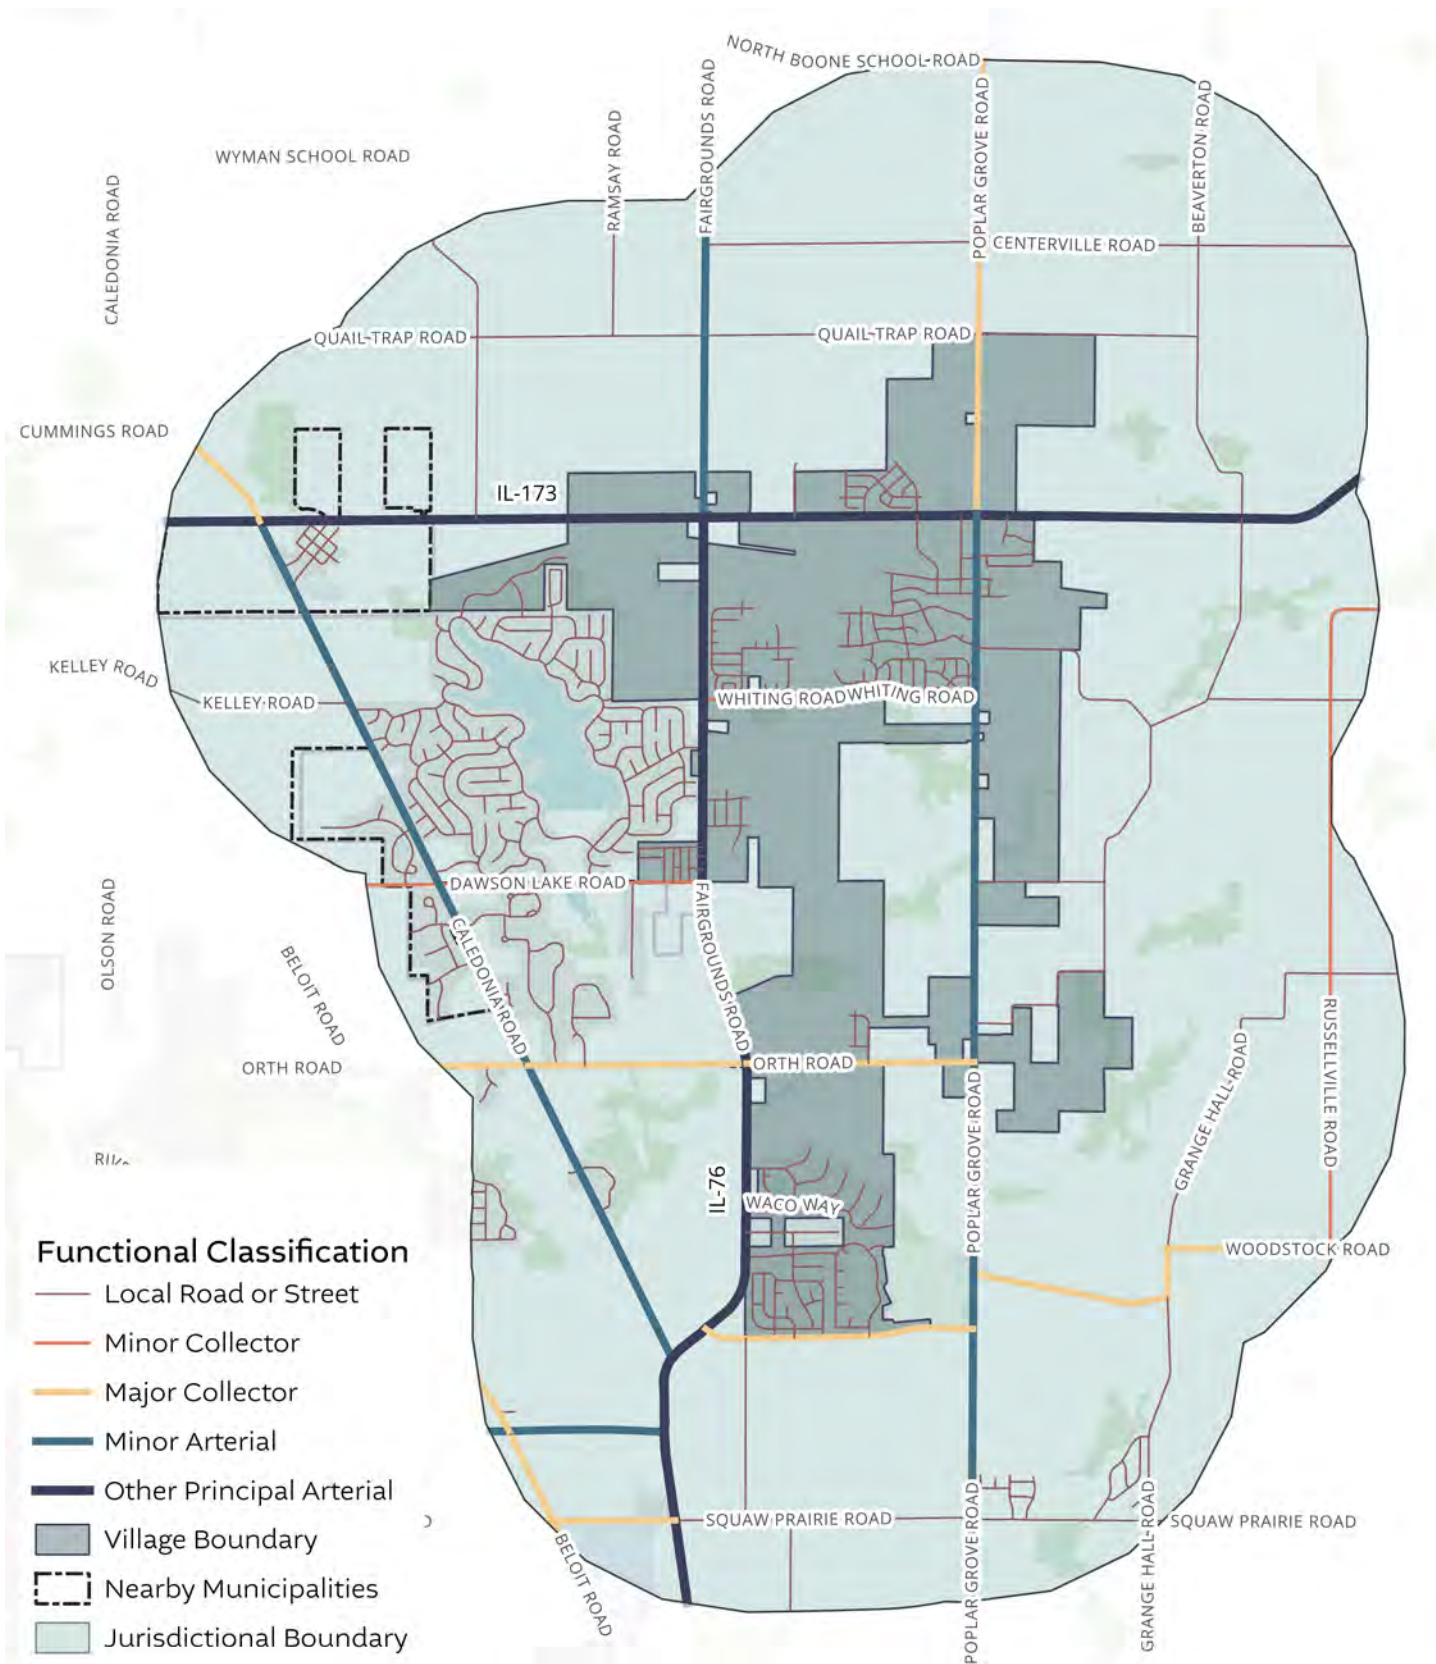 NORTH BOONE SCHOOL ROAD
WYMAN SCHOOL ROAD
CALEDONIA ROAD
RAMSAY ROAD
FAIRGROUNDS ROAD
POPLAR GROVE ROAD
BEAVERTON ROAD
CENTERVILLE ROAD
QUAIL TRAP ROAD
QUAIL TRAP ROAD
CUMMINGS ROAD
IL-173
KELLEY ROAD
KELLEY ROAD
WHITING ROAD
WHITING ROAD
DAWSON LAKE ROAD
OLSON ROAD
BELOIT ROAD
CALEDONIA ROAD
FAIRGROUNDS ROAD
ORTH ROAD
ORTH ROAD
RUSSELLVILLE ROAD
GRANGE HALL ROAD
POPLAR GROVE ROAD
IL-76
WACO WAY
WOODSTOCK ROAD
Functional Classification
Local Road or Street
Minor Collector
Major Collector
Minor Arterial
Other Principal Arterial
Village Boundary
Nearby Municipalities
Jurisdictional Boundary
SQUAW PRAIRIE ROAD
SQUAW PRAIRIE ROAD
BELOIT ROAD
POPLAR GROVE ROAD
GRANGE HALL ROAD